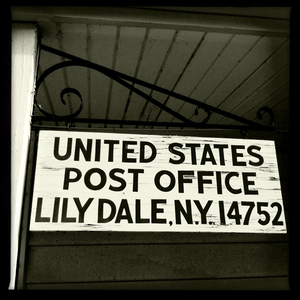 UNITED STATES
POST OFFICE
LILY DALE, N.Y. 14752